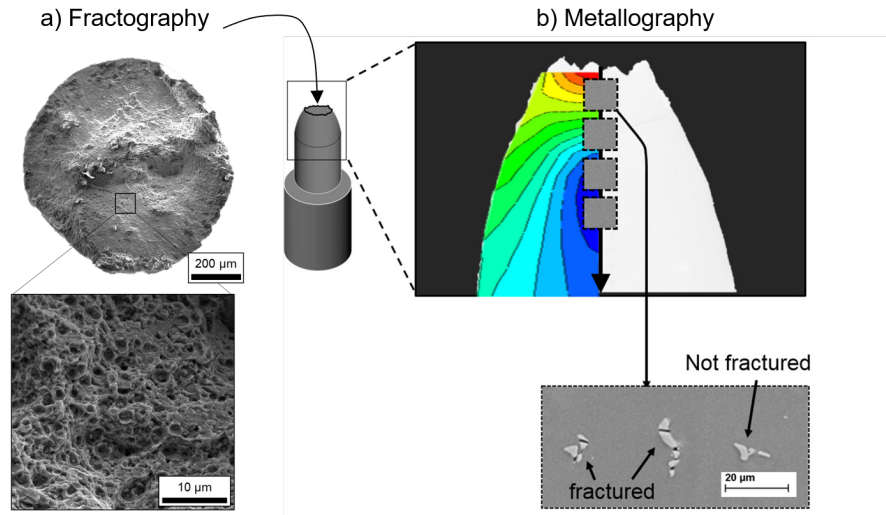 a) Fractography
b) Metallography
200 µm
10 µm
Not fractured
fractured
20 µm